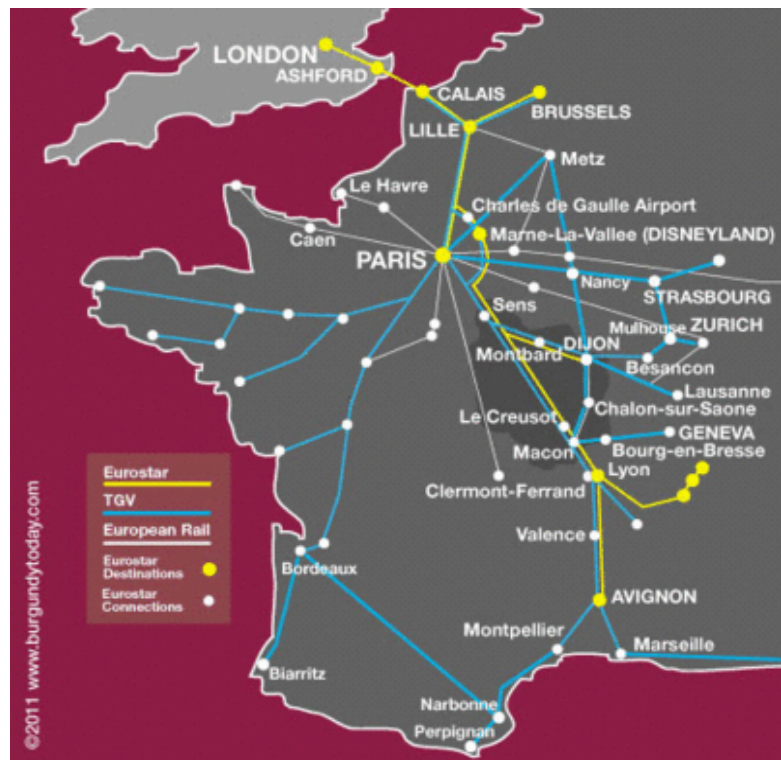 LONDON
ASHFORD
CALAIS
BRUSSELS
LILLE
Metz
Le Havre
Charles de Gaulle Airport
Caen
Marne-La-Vallee (DISNEYLAND)
PARIS
Nancy
STRASBOURG
Sens
Mulhouse
ZURICH
DIJON
Montbard
Besancon
Lausanne
Chalon-sur-Saone
Le Creusot
GENEVA
Macon
Bourg-en-Bresse
Lyon
Clermont-Ferrand
Valence
Eurostar
TGV
European Rail
Eurostar
Destinations
Eurostar
Connections
Bordeaux
AVIGNON
Montpellier
Marseille
Biarritz
Narbonne
Perpignan
©2011 www.burgundytoday.com